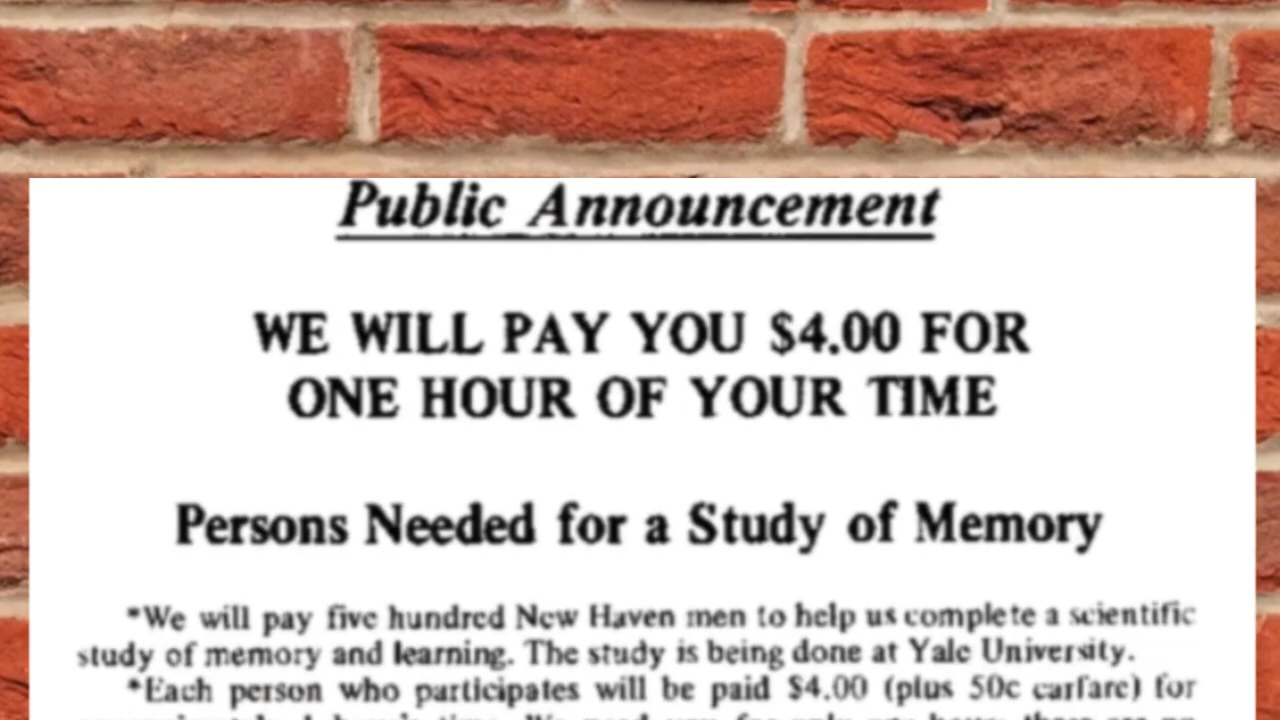 Public Announcement
WE WILL PAY YOU $4.00 FOR
ONE HOUR OF YOUR TIME
Persons Needed for a Study of Memory
*We will pay five hundred New Haven men to help us complete a scientific
study of memory and learning. The study is being done at Yale University.
*Each person who participates will be paid $4.00 (plus 50c carfare) for